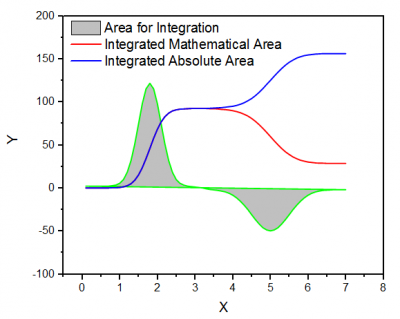 200
Area for Integration
Integrated Mathematical Area
Integrated Absolute Area
150
100
Y
50
0
-50
-100
0 1 2 3 4 5 6 7 8
X